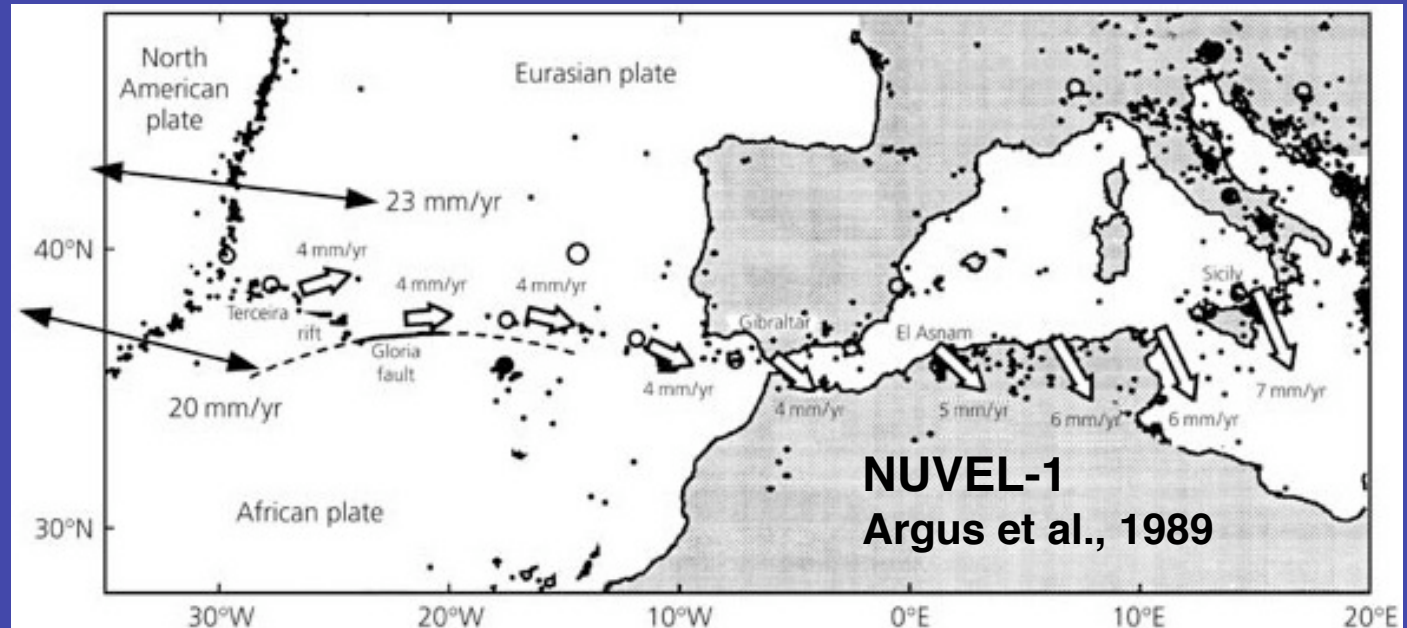 North
American
plate
Eurasian plate
23 mm/yr
40°N
4 mm/yr
4 mm/yr
4 mm/yr
Terceira
rift
Gloria
fault
Gibraltar
El Asnam
Sicily
20 mm/yr
4 mm/yr
4 mm/yr
5 mm/yr
6 mm/yr
6 mm/yr
7 mm/yr
NUVEL-1
Argus et al., 1989
African plate
30°N
30°W
20°W
10°W
0°E
10°E
20°E